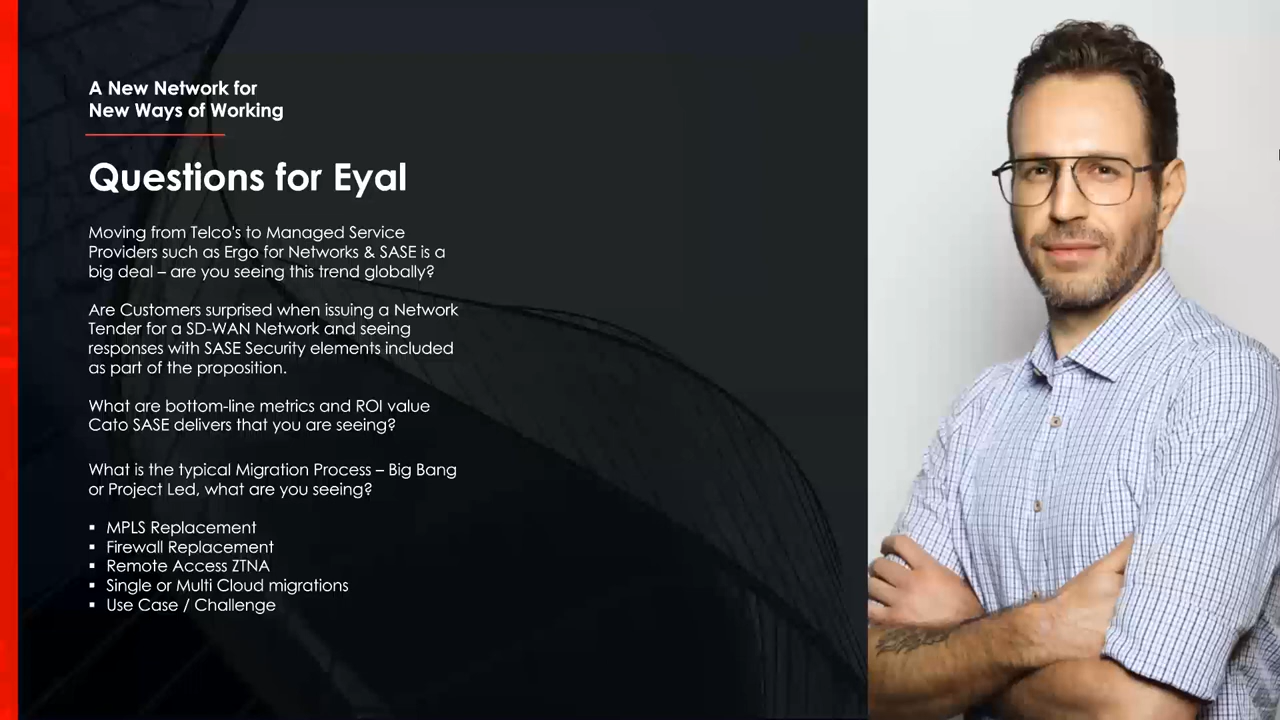 A New Network for
New Ways of Working
Questions for Eyal
Moving from Telco's to Managed Service
Providers such as Ergo for Networks & SASE is a
big deal – are you seeing this trend globally?
Are Customers surprised when issuing a Network
Tender for a SD-WAN Network and seeing
responses with SASE Security elements included
as part of the proposition.
What are bottom-line metrics and ROI value
Cato SASE delivers that you are seeing?
What is the typical Migration Process – Big Bang
or Project Led, what are you seeing?
▪ MPLS Replacement
▪ Firewall Replacement
▪ Remote Access ZTNA
▪ Single or Multi Cloud migrations
▪ Use Case / Challenge